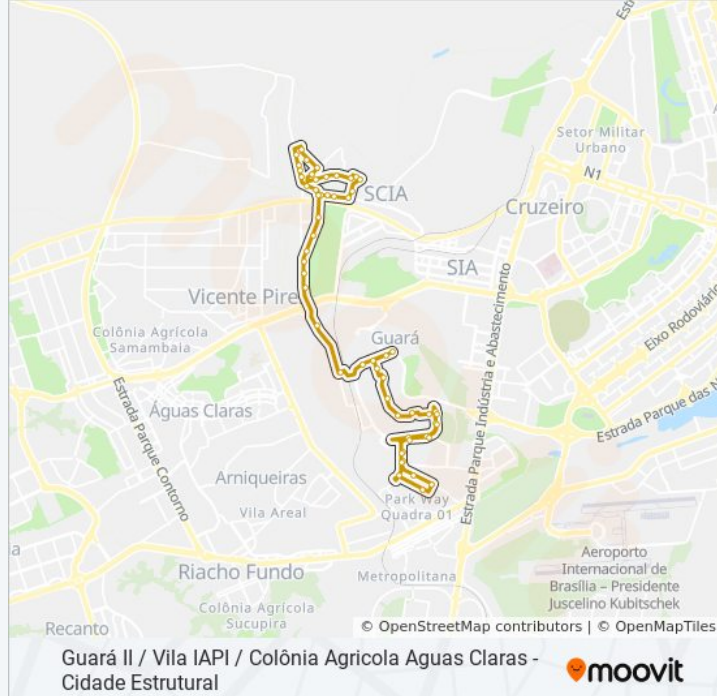 Setor Militar
Urbano
N1
SCIA
Cruzeiro
SIA
Vicente Pire
Colônia Agrícola
Samambaia
Guará
Eixo Rodoviário
Estrada Parque Indústria e Abastecimento
Estrada Parque Contorno
Águas Claras
Estrada Parque das N
Arniqueiras
Vila Areal
Park Way
Quadra 01
Riacho Fundo
Metropolitana
Aeroporto
Internacional de
Brasília – Presidente
Juscelino Kubitschek
Colônia Agrícola
Sucupira
Recanto
© OpenStreetMap contributors | © OpenMapTiles
Guará II / Vila IAPI / Colônia Agricola Aguas Claras -
Cidade Estrutural
moovit